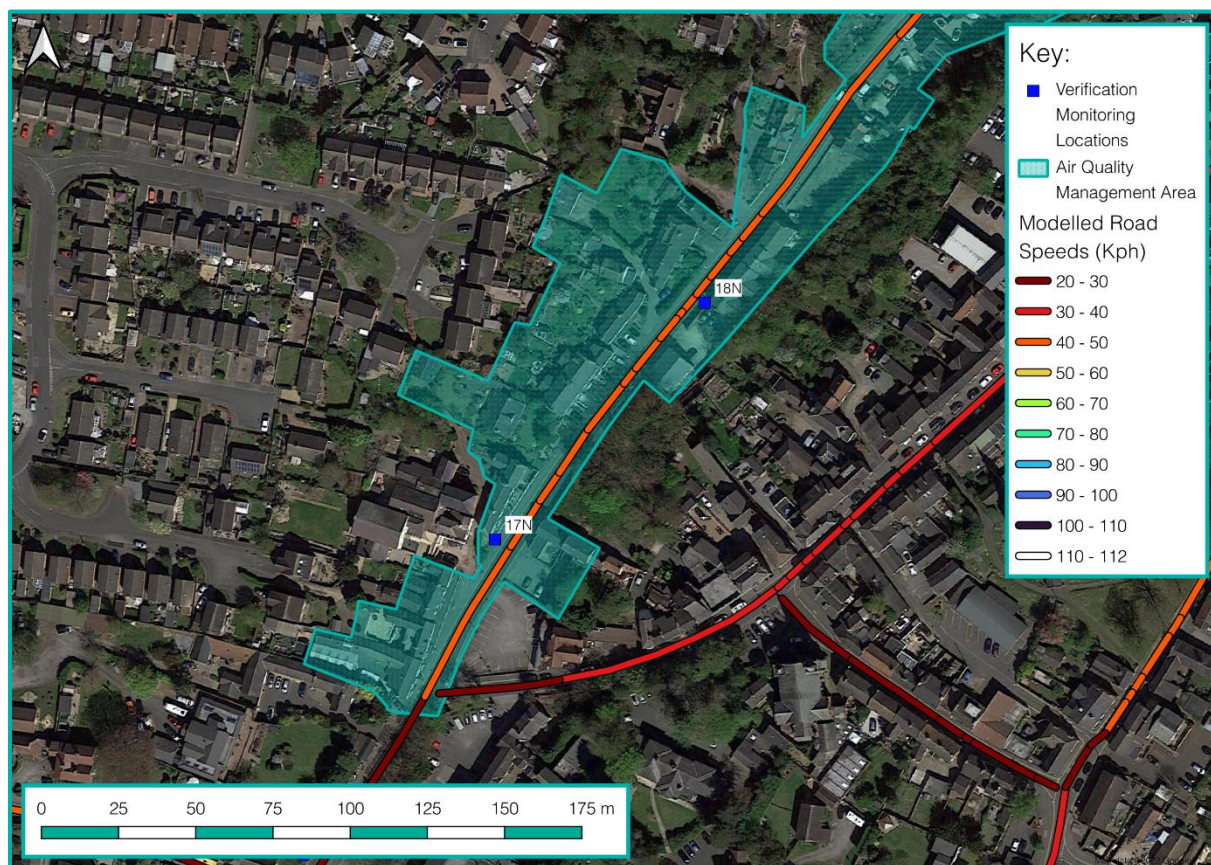 Key:
Verification
Monitoring
Locations
Air Quality
Management Area
Modelled Road
Speeds (Kph)
20 - 30
30 - 40
40 - 50
50 - 60
60 - 70
70 - 80
80 - 90
90 - 100
100 - 110
110 - 112
18N
17N
0 25 50 75 100 125 150 175 m